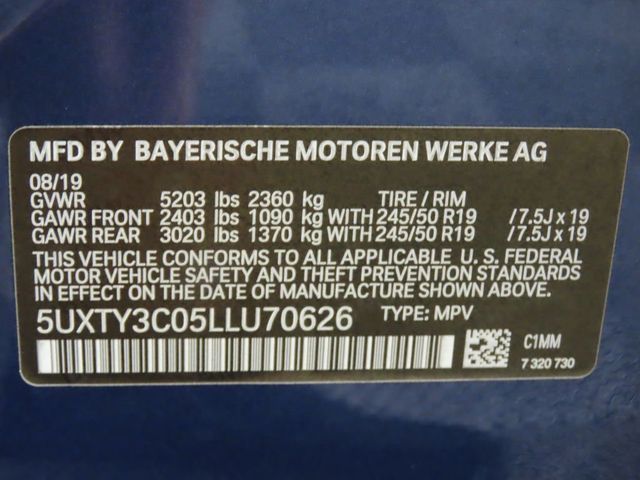 MFD BY BAYERISCHE MOTOREN WERKE AG
08/19
GVWR 5203 lbs 2360 kg TIRE / RIM
GAWR FRONT 2403 lbs 1090 kg WITH 245/50 R19 /7.5J x 19
GAWR REAR 3020 lbs 1370 kg WITH 245/50 R19 /7.5J x 19
THIS VEHICLE CONFORMS TO ALL APPLICABLE U. S. FEDERAL
MOTOR VEHICLE SAFETY AND THEFT PREVENTION STANDARDS
IN EFFECT ON THE DATE OF MANUFACTURE SHOWN ABOVE.
5UXTY3C05LLU70626 TYPE: MPV
C1MM
7 320 730